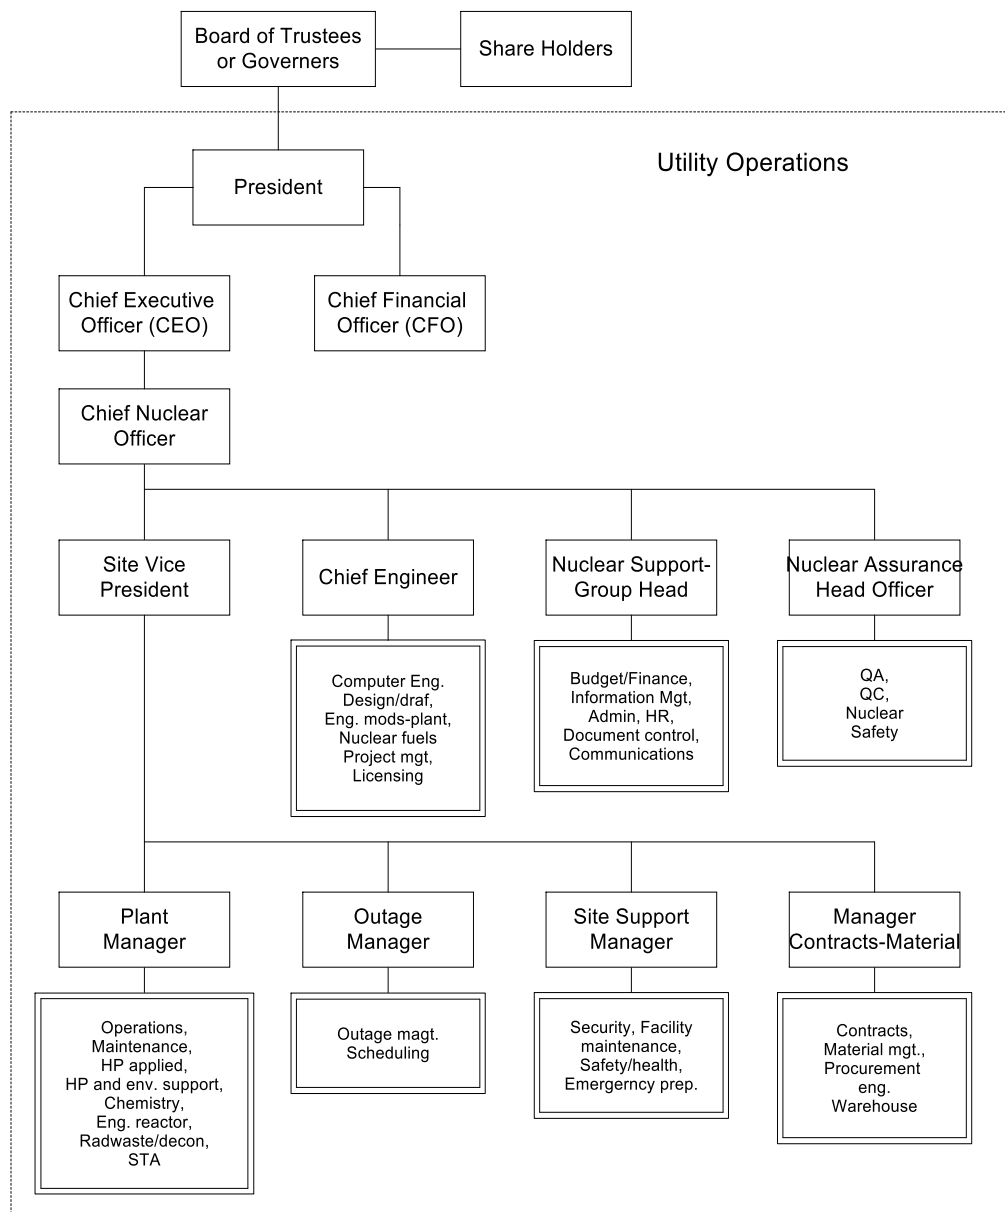 Board of Trustees
or Governers
Share Holders
Utility Operations
President
Chief Executive
Officer (CEO)
Chief Financial
Officer (CFO)
Chief Nuclear
Officer
Site Vice
President
Chief Engineer
Nuclear Support-
Group Head
Nuclear Assurance
Head Officer
Computer Eng.
Design/draf,
Eng. mods-plant,
Nuclear fuels
Project mgt,
Licensing
Budget/Finance,
Information Mgt,
Admin, HR,
Document control,
Communications
QA,
QC,
Nuclear
Safety
Plant
Manager
Outage
Manager
Site Support
Manager
Manager
Contracts-Material
Operations,
Maintenance,
HP applied,
HP and env. support,
Chemistry,
Eng. reactor,
Radwaste/decon,
STA
Outage magt.
Scheduling
Security, Facility
maintenance,
Safety/health,
Emergerncy prep.
Contracts,
Material mgt.,
Procurement
eng.
Warehouse